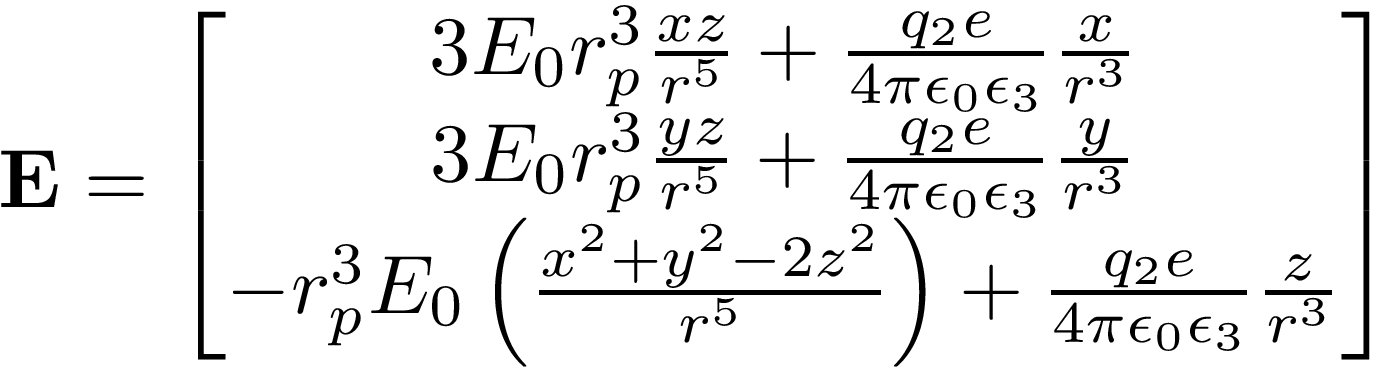 $$\mathbf{E} = \begin{bmatrix} 3E_0 r_p^3 \frac{xz}{r^5} + \frac{q_2 e}{4\pi\epsilon_0\epsilon_3} \frac{x}{r^3} \\ 3E_0 r_p^3 \frac{yz}{r^5} + \frac{q_2 e}{4\pi\epsilon_0\epsilon_3} \frac{y}{r^3} \\ -r_p^3 E_0 \left( \frac{x^2+y^2-2z^2}{r^5} \right) + \frac{q_2 e}{4\pi\epsilon_0\epsilon_3} \frac{z}{r^3} \end{bmatrix}$$